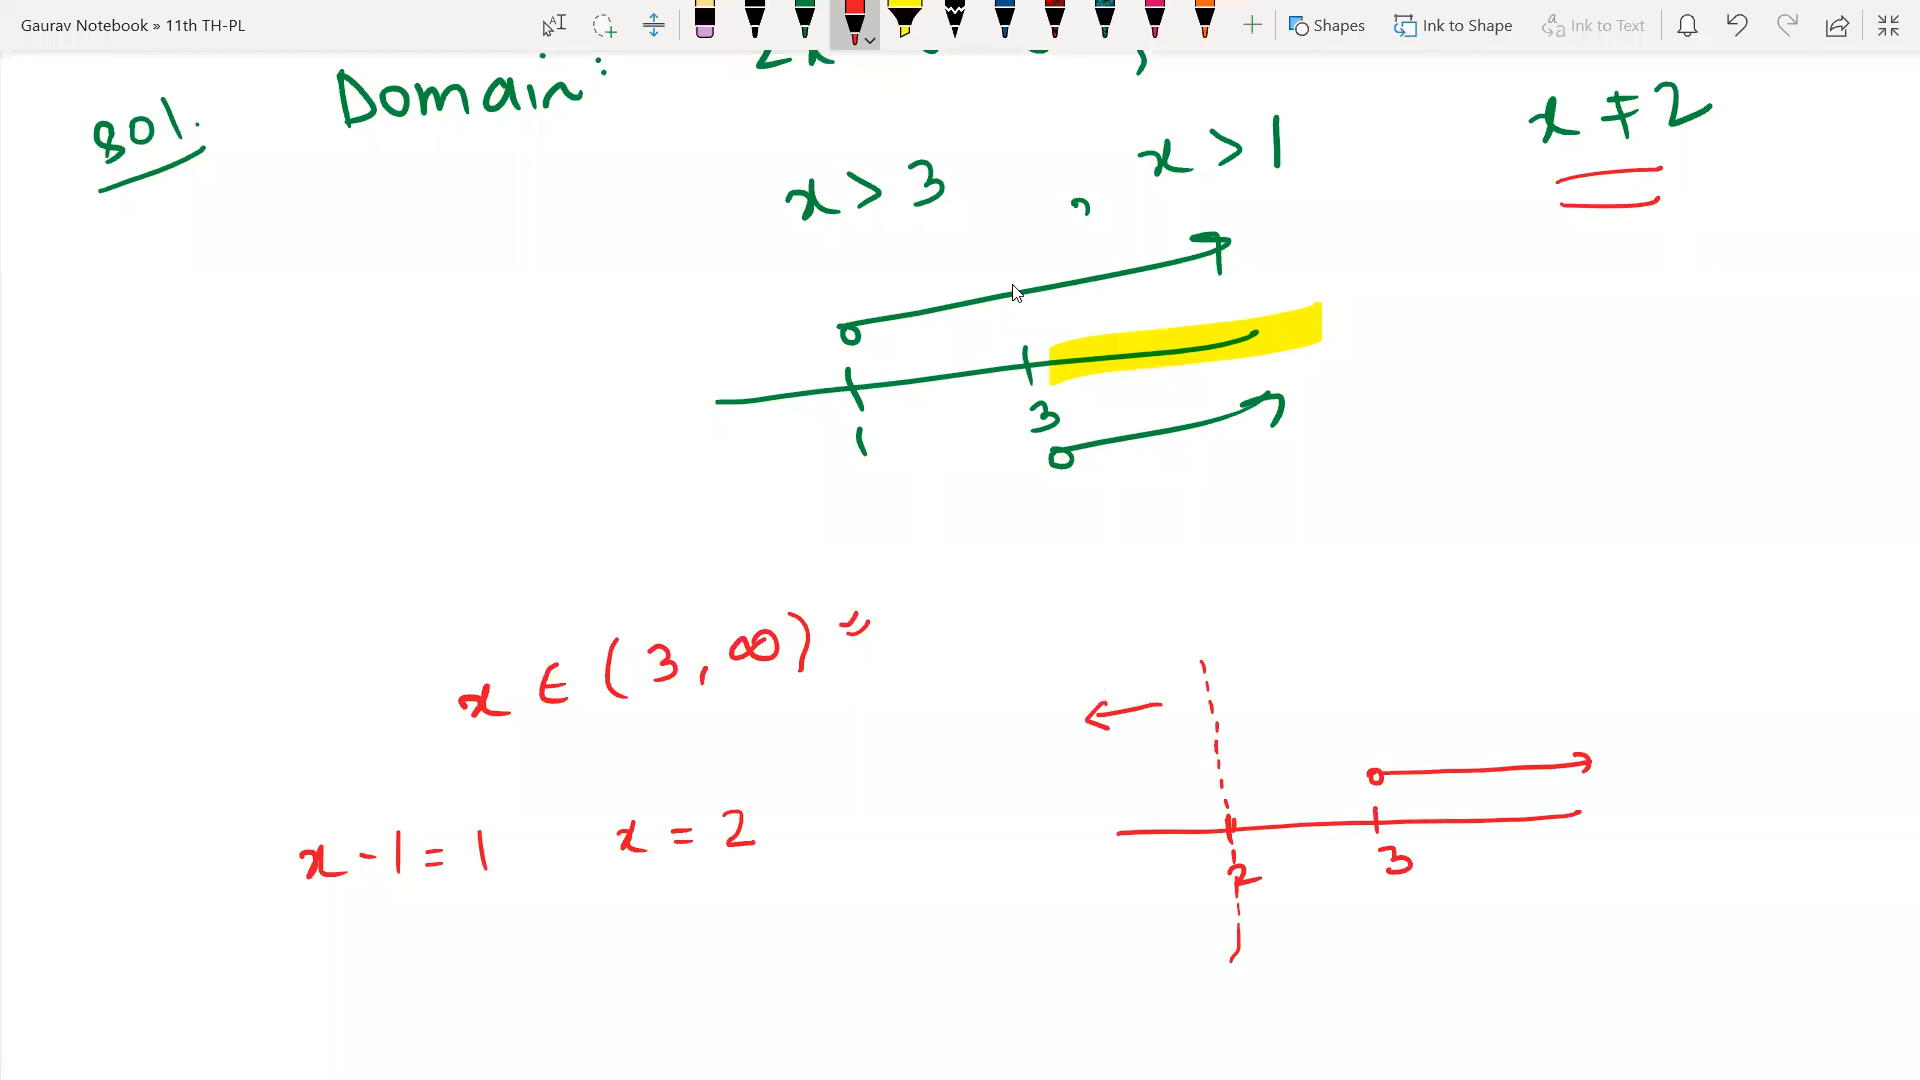 Gaurav Notebook » 11th TH-PL
Shapes
Ink to Shape
Ink to Text
Sol.
Domain:
x > 3 , x > 1
x ≠ 2
1
3
x ∈ (3, ∞) =
x - 1 = 1
x = 2
2
3